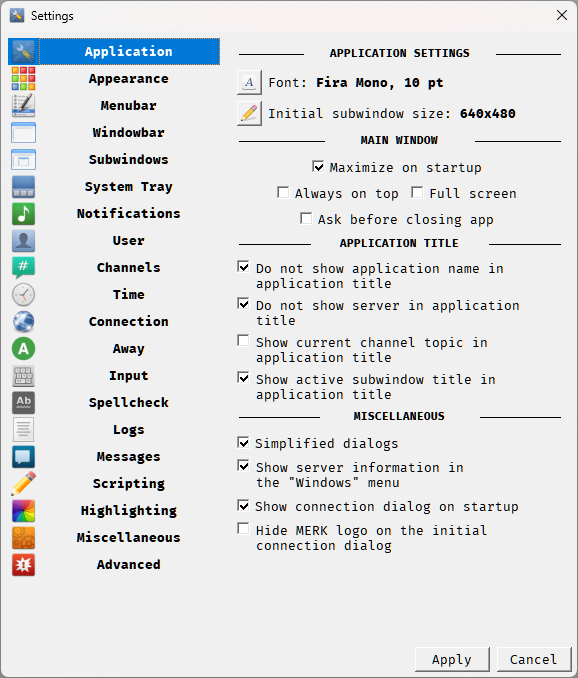 Settings
Application
Appearance
Menubar
Windowbar
Subwindows
System Tray
Notifications
User
Channels
Time
Connection
Away
Input
Spellcheck
Logs
Messages
Scripting
Highlighting
Miscellaneous
Advanced
#
A
Ab
APPLICATION SETTINGS
A
Font: Fira Mono, 10 pt
Initial subwindow size: 640x480
MAIN WINDOW
Maximize on startup
Always on top Full screen
Ask before closing app
APPLICATION TITLE
Do not show application name in
application title
Do not show server in application
title
Show current channel topic in
application title
Show active subwindow title in
application title
MISCELLANEOUS
Simplified dialogs
Show server information in
the "Windows" menu
Show connection dialog on startup
Hide MERK logo on the initial
connection dialog
Apply Cancel